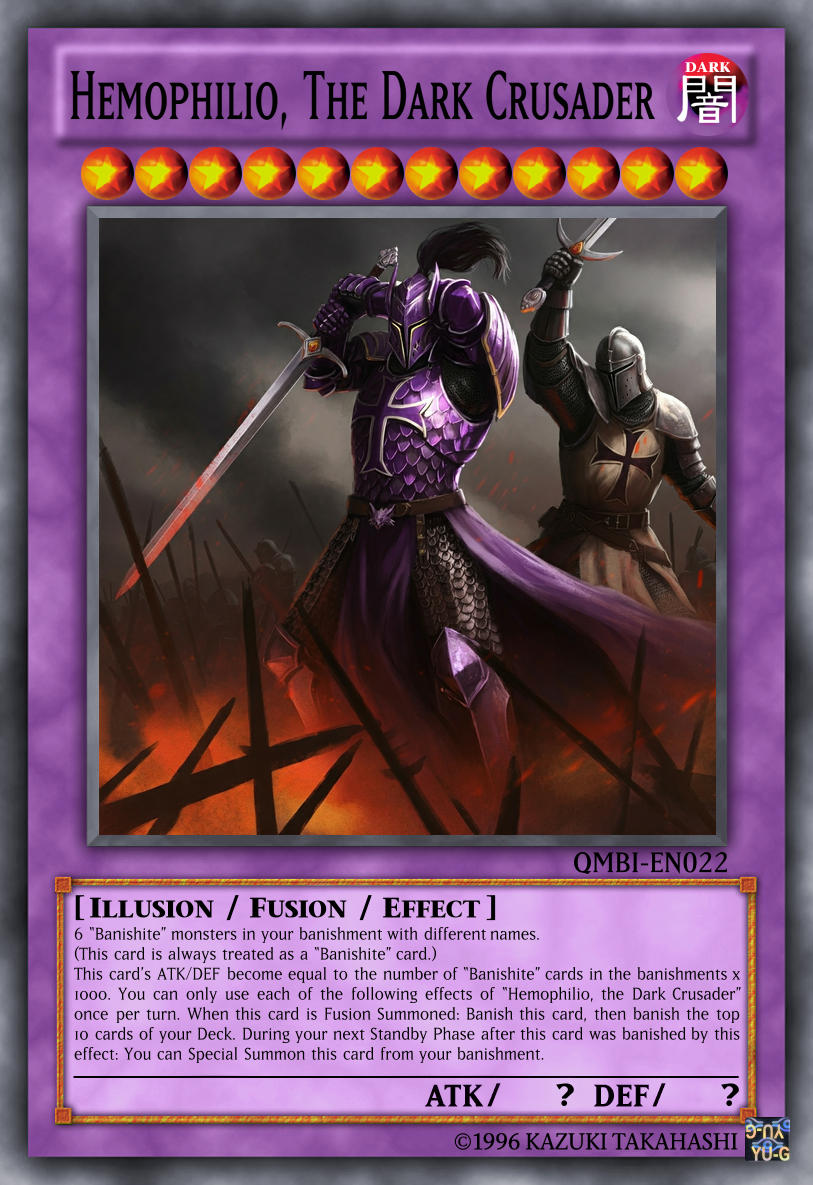 Hemophilio, The Dark Crusader
DARK
闇
QMBI-EN022
[ Illusion / Fusion / Effect ]
6 “Banishite” monsters in your banishment with different names.
(This card is always treated as a “Banishite” card.)
This card’s ATK/DEF become equal to the number of “Banishite” cards in the banishments x
1000. You can only use each of the following effects of “Hemophilio, the Dark Crusader”
once per turn. When this card is Fusion Summoned: Banish this card, then banish the top
10 cards of your Deck. During your next Standby Phase after this card was banished by this
effect: You can Special Summon this card from your banishment.
ATK/ ? DEF/ ?
©1996 KAZUKI TAKAHASHI
YU-G